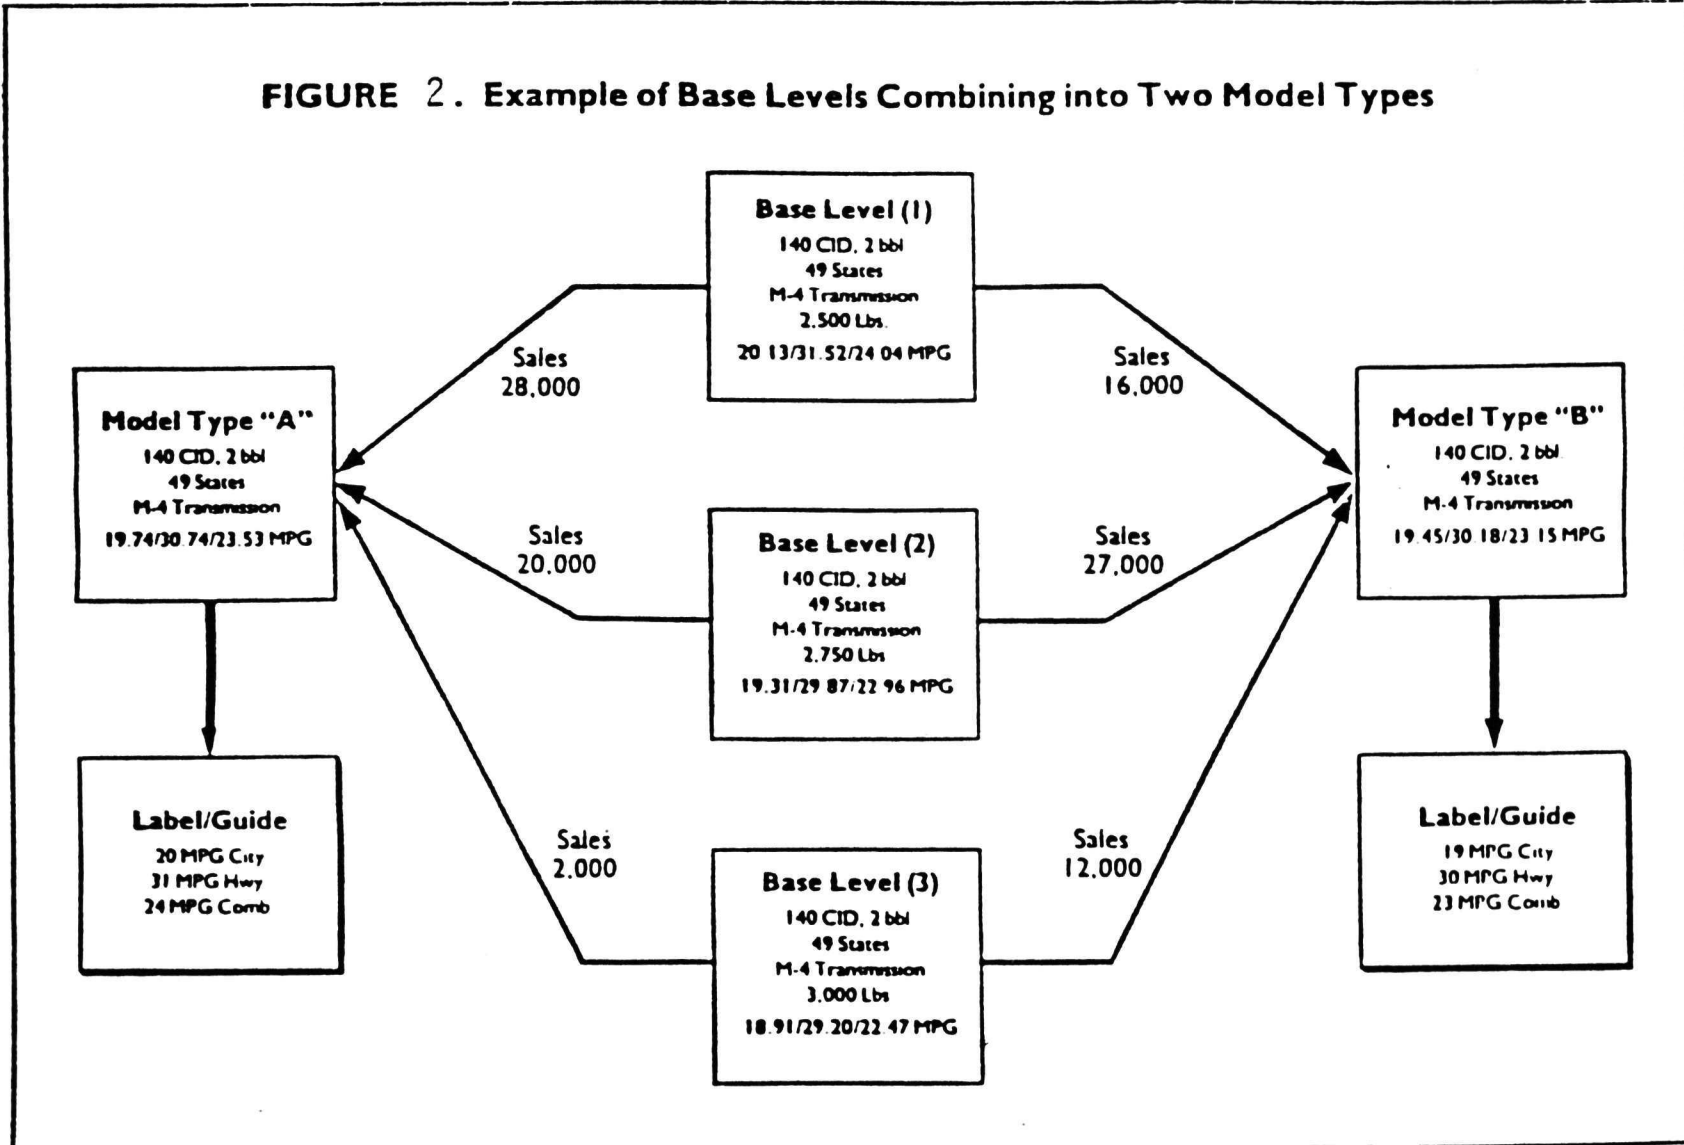 FIGURE 2. Example of Base Levels Combining into Two Model Types
Base Level (1)
140 CID, 2 bbl
49 States
M-4 Transmission
2,500 Lbs.
20 13/31.52/24 04 MPG
Sales
28,000
Sales
16,000
Model Type "A"
140 CID, 2 bbl
49 States
M-4 Transmission
19.74/30.74/23.53 MPG
Model Type "B"
140 CID, 2 bbl
49 States
M-4 Transmission
19.45/30.18/23 15 MPG
Base Level (2)
140 CID, 2 bbl
49 States
M-4 Transmission
2,750 Lbs
19.31/29 87/22 96 MPG
Sales
20,000
Sales
27,000
Label/Guide
20 MPG City
31 MPG Hwy
24 MPG Comb
Label/Guide
19 MPG City
30 MPG Hwy
23 MPG Comb
Sales
2,000
Sales
12,000
Base Level (3)
140 CID, 2 bbl
49 States
M-4 Transmission
3,000 Lbs
18.91/29.20/22.47 MPG